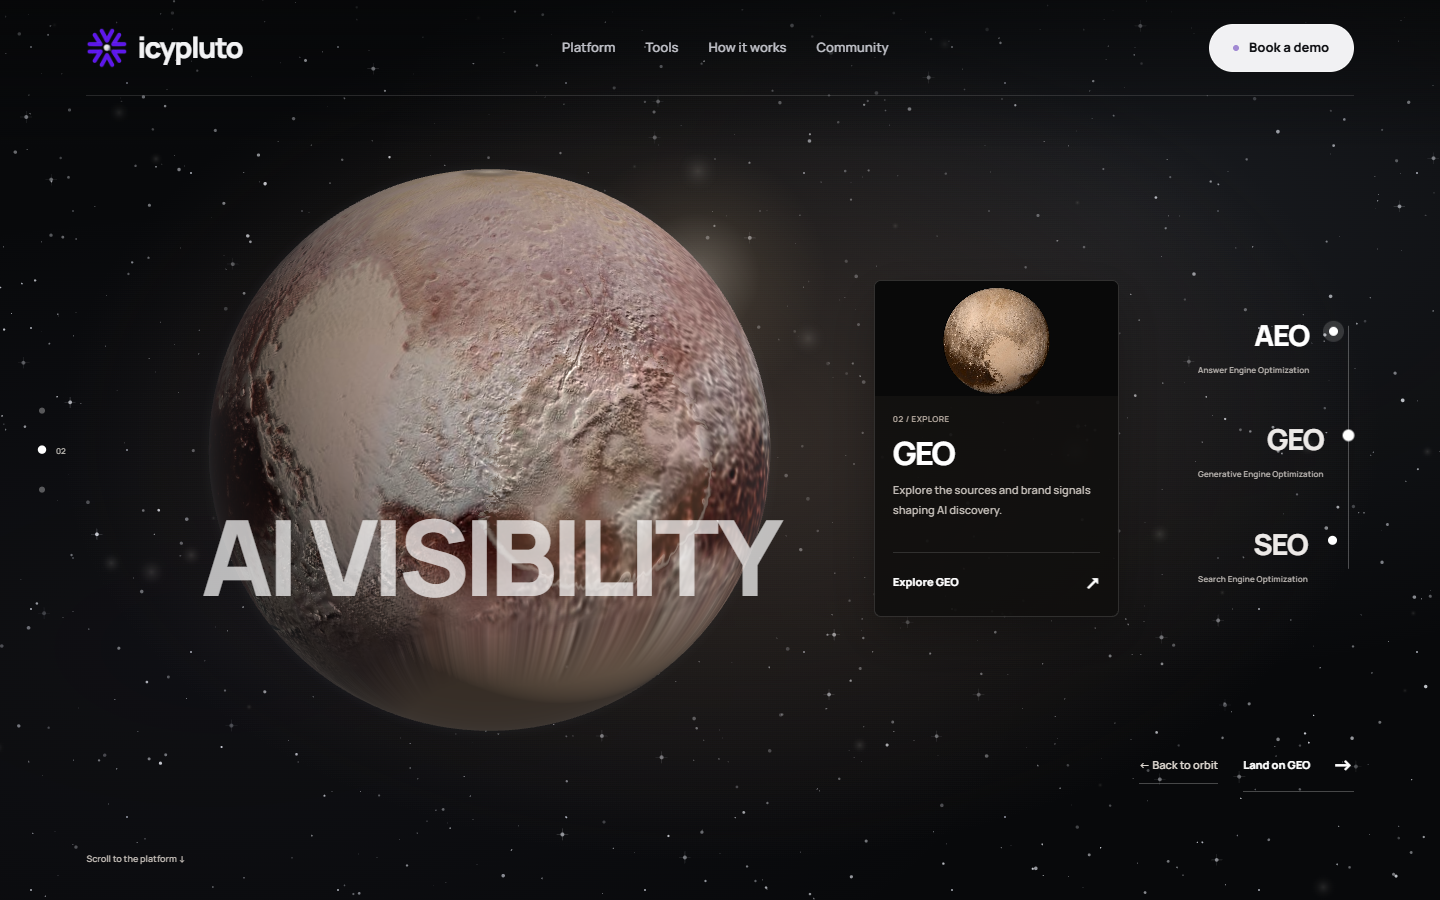 icypluto
Platform
Tools
How it works
Community
Book a demo
AEO
Answer Engine Optimization
02 / EXPLORE
GEO
Explore the sources and brand signals
shaping AI discovery.
Explore GEO ↗
GEO
Generative Engine Optimization
02
SEO
Search Engine Optimization
AI VISIBILITY
← Back to orbit
Land on GEO →
Scroll to the platform ↓